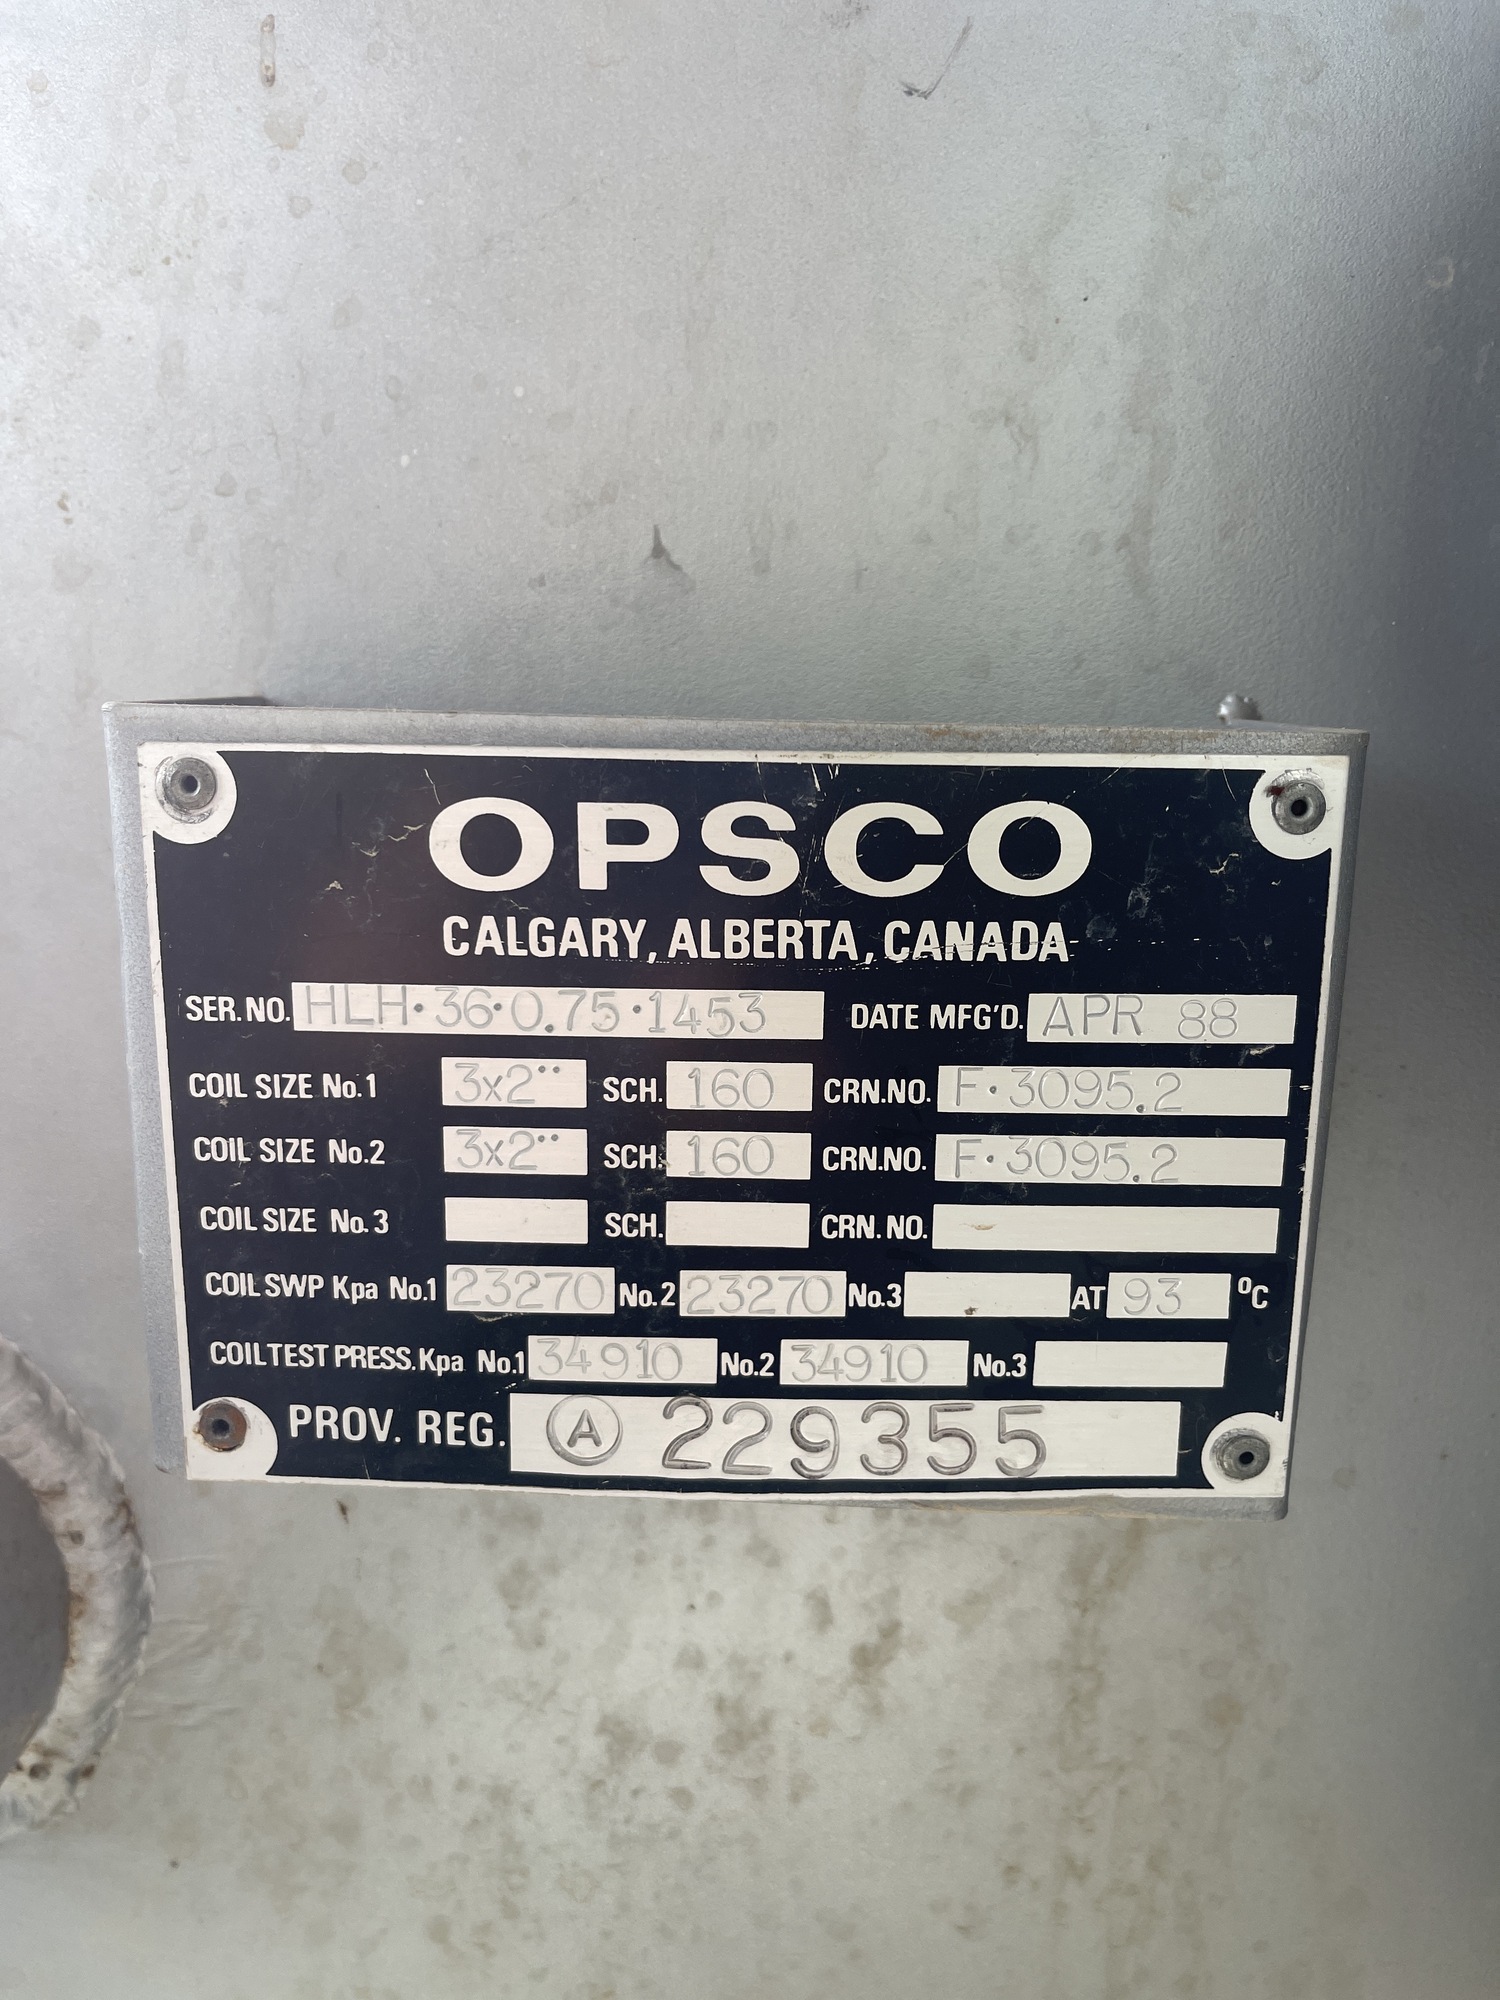 OPSCO
CALGARY, ALBERTA, CANADA
SER. NO. HLH·36·0.75·1453 DATE MFG'D. APR 88
COIL SIZE No.1 3x2" SCH. 160 CRN.NO. F·3095.2
COIL SIZE No.2 3x2" SCH. 160 CRN.NO. F·3095.2
COIL SIZE No.3 SCH. CRN. NO.
COIL SWP Kpa No.1 23270 No.2 23270 No.3 AT 93 °C
COIL TEST PRESS. Kpa No.1 34910 No.2 34910 No.3
PROV. REG. Ⓐ 229355